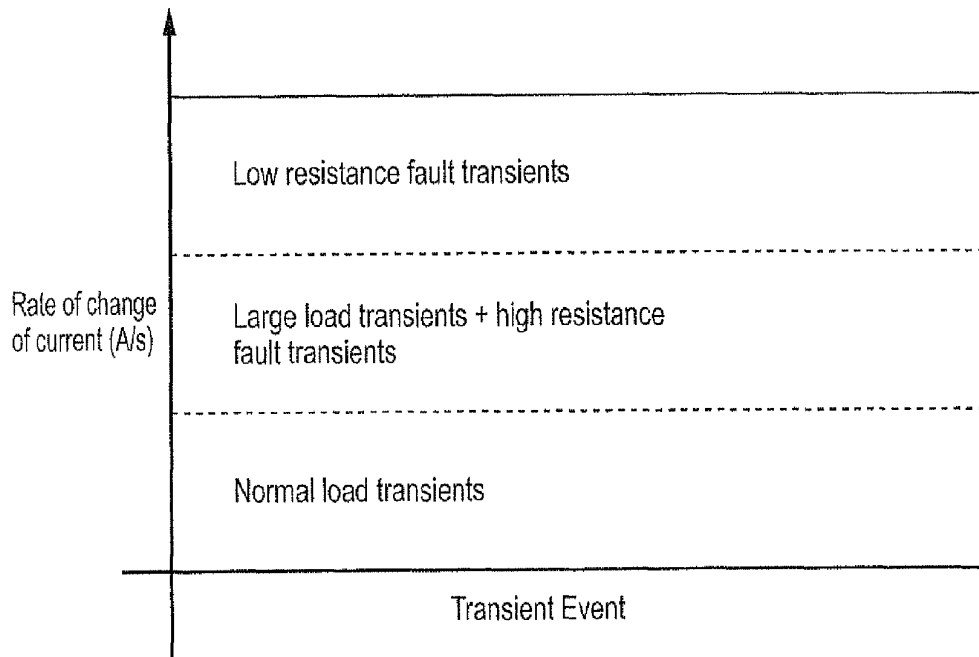 Low resistance fault transients
Rate of change
of current (A/s)
Large load transients + high resistance
fault transients
Normal load transients
Transient Event